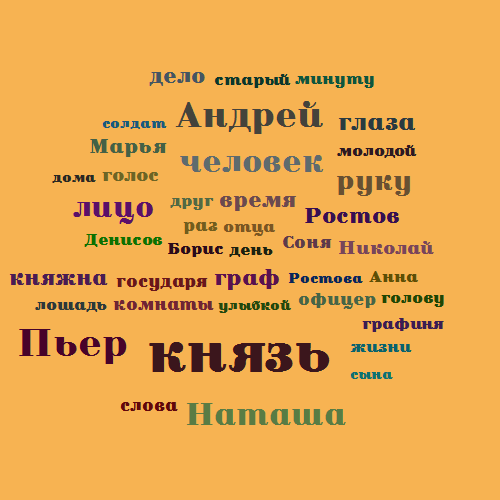 дело старый минуту
солдат Андрей глаза
Марья человек молодой
дома голос руку
лицо друг время Ростов
раз отца
Денисов Борис день Соня Николай
княжна государя граф Ростова Анна
лошадь комнаты улыбкой офицер голову
графиня
Пьер князь жизни
сына
слова Наташа